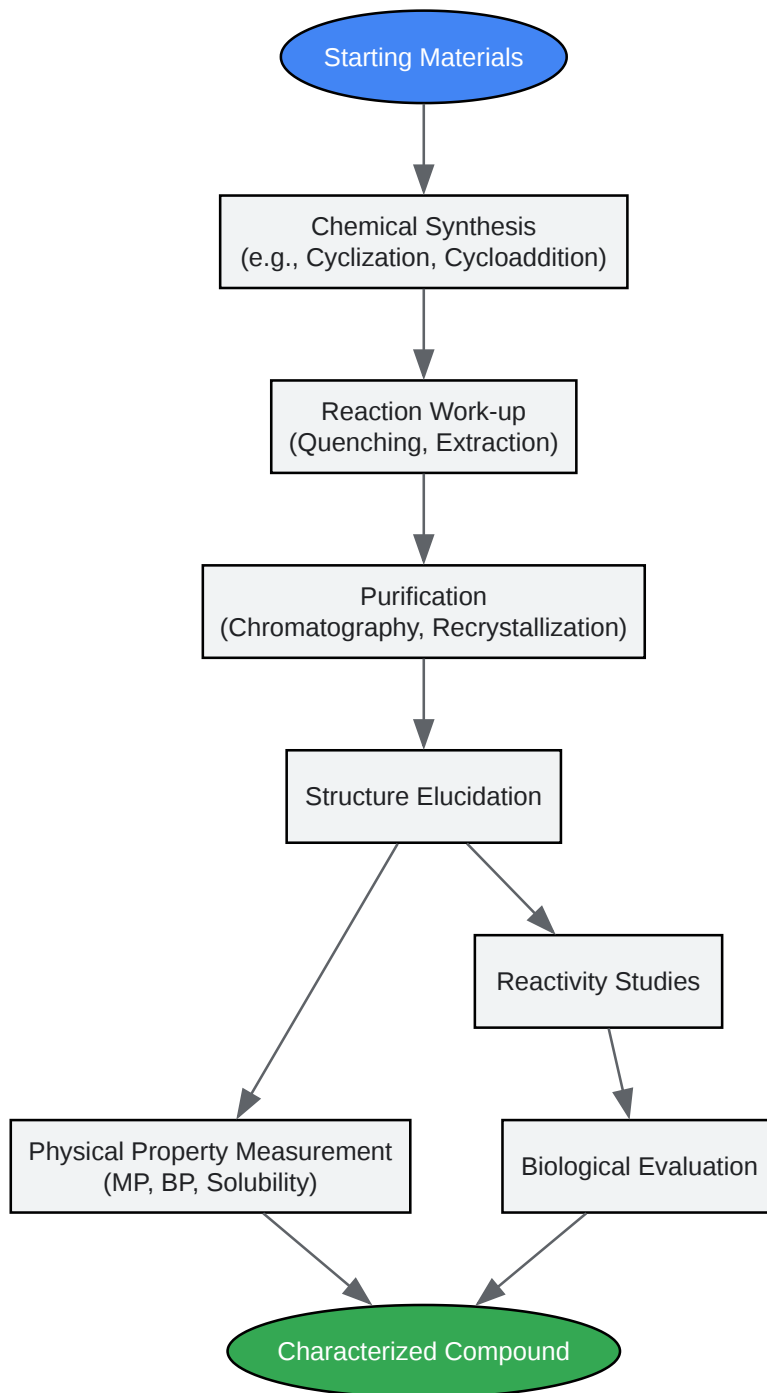 Starting Materials
Chemical Synthesis
(e.g., Cyclization, Cycloaddition)
Reaction Work-up
(Quenching, Extraction)
Purification
(Chromatography, Recrystallization)
Structure Elucidation
Reactivity Studies
Physical Property Measurement
(MP, BP, Solubility)
Biological Evaluation
Characterized Compound